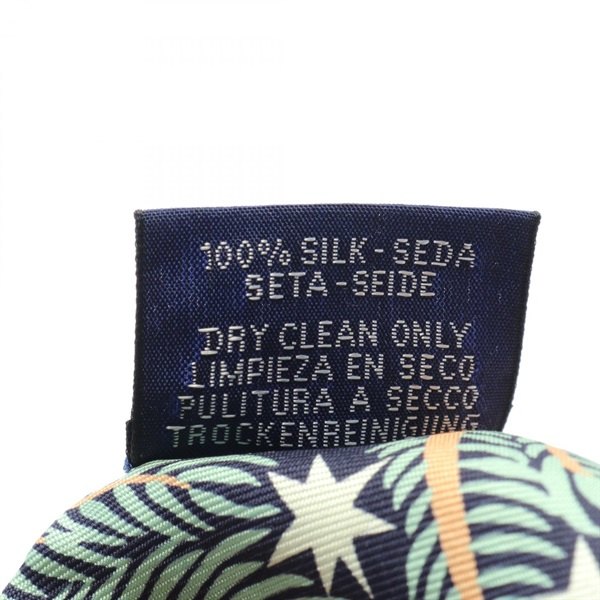 100% SILK-SEDA
SETA-SEIDE
DRY CLEAN ONLY
LIMPIEZA EN SECO
PULITURA A SECCO
TROCKENREINIGUNG